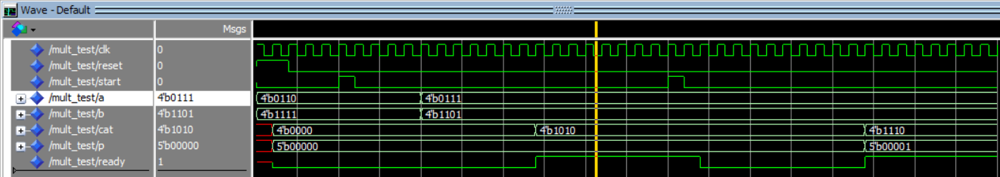 Wave - Default
Msgs
/mult_test/clk 0
/mult_test/reset 0
/mult_test/start 0
/mult_test/a 4'b0111 4'b0110 4'b0111
/mult_test/b 4'b1101 4'b1111 4'b1101
/mult_test/cat 4'b1010 4'b0000 4'b1010 4'b1110
/mult_test/p 5'b00000 5'b00000 5'b00001
/mult_test/ready 1